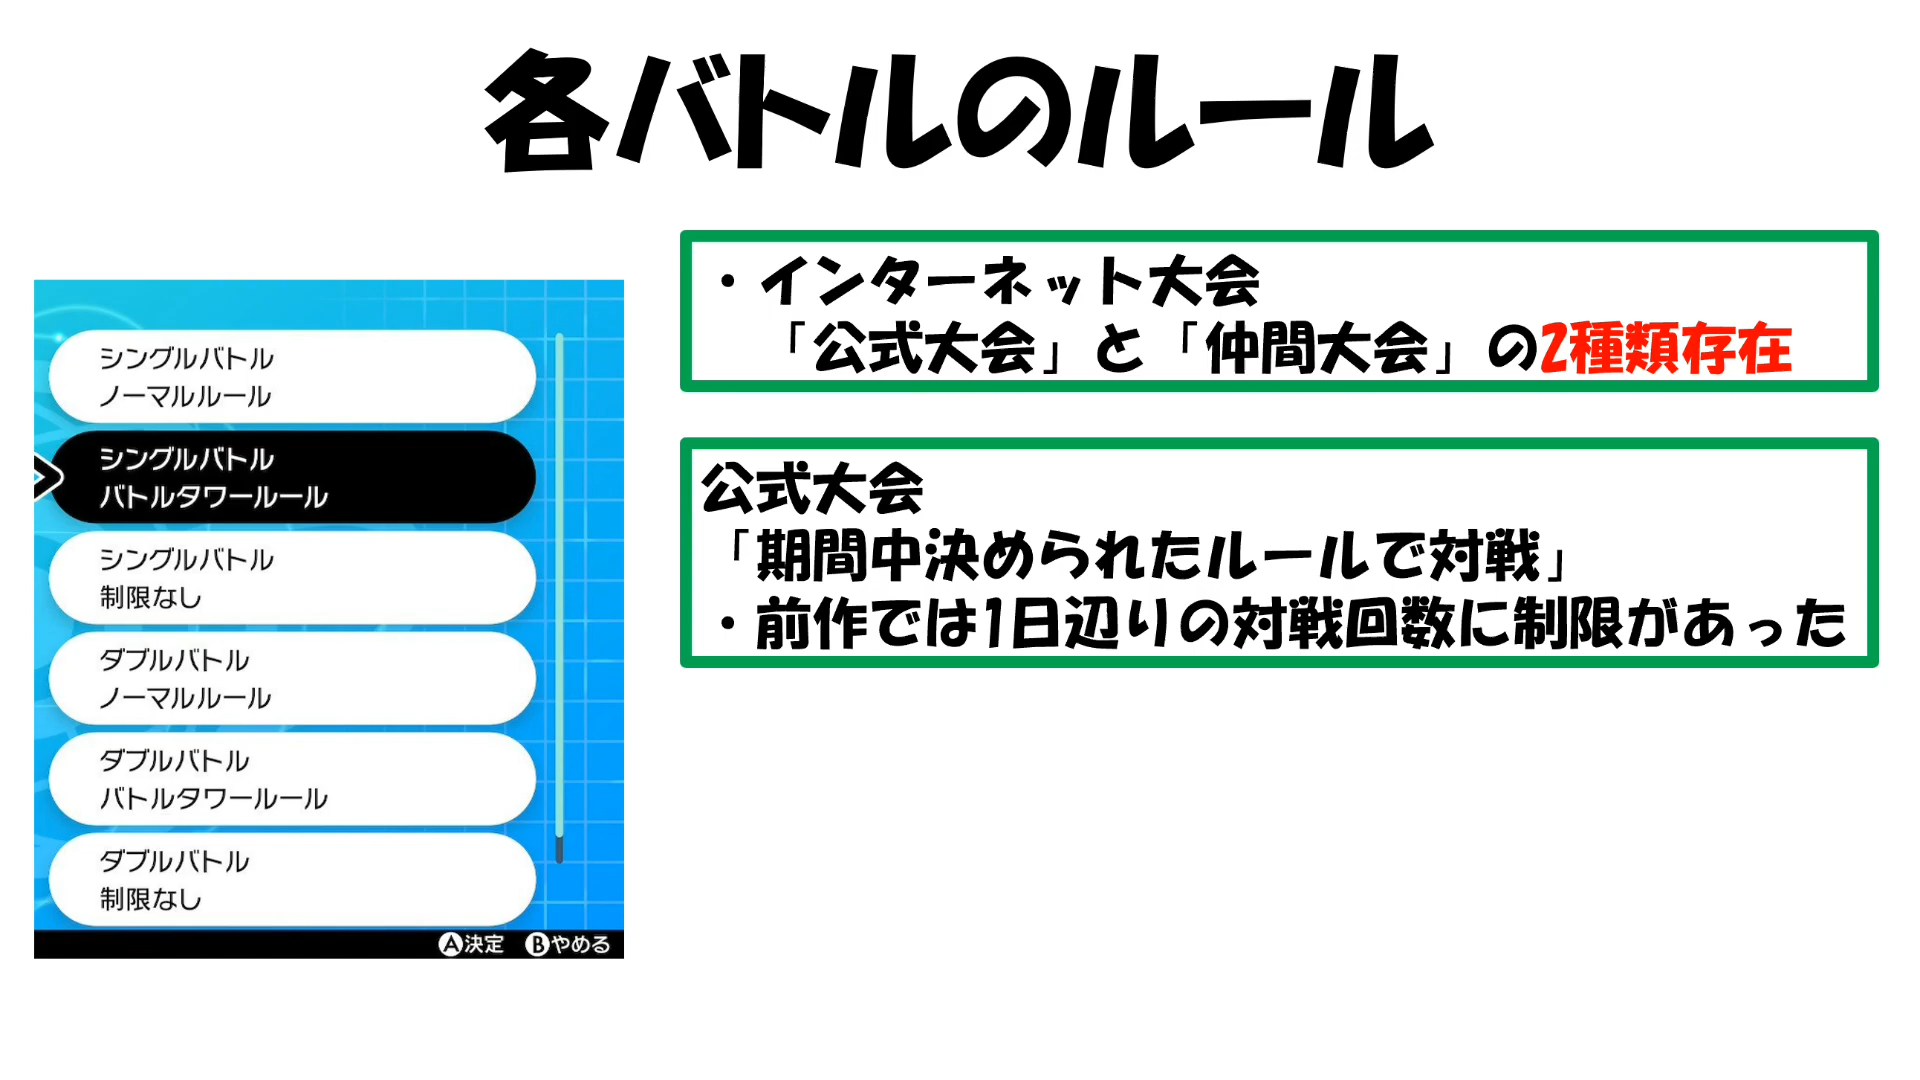 各バトルのルール
シングルバトル
ノーマルルール
シングルバトル
バトルタワールール
シングルバトル
制限なし
ダブルバトル
ノーマルルール
ダブルバトル
バトルタワールール
ダブルバトル
制限なし
Ⓐ決定 Ⓑやめる
・インターネット大会
「公式大会」と「仲間大会」の2種類存在
公式大会
「期間中決められたルールで対戦」
・前作では1日辺りの対戦回数に制限があった